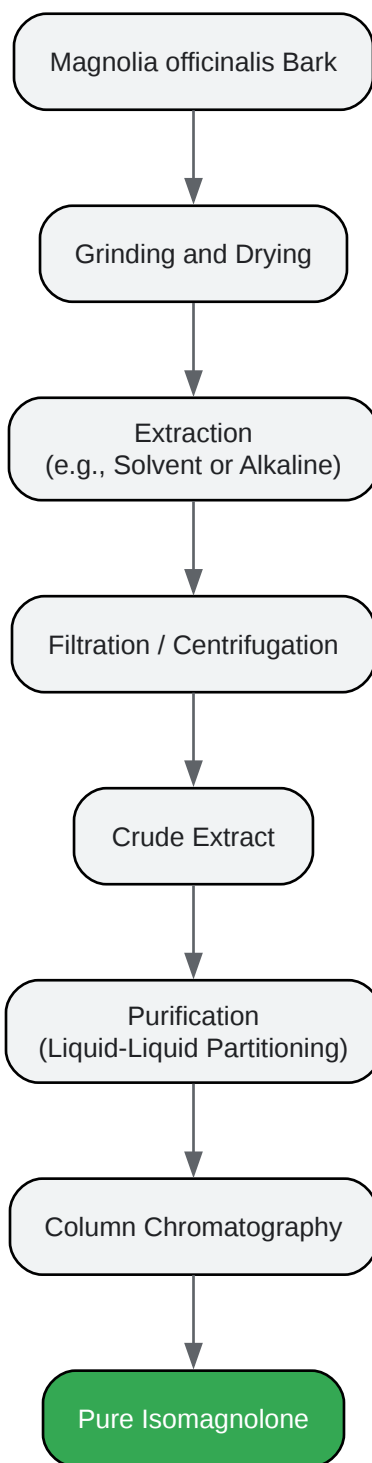 Magnolia officinalis Bark
Grinding and Drying
Extraction
(e.g., Solvent or Alkaline)
Filtration / Centrifugation
Crude Extract
Purification
(Liquid-Liquid Partitioning)
Column Chromatography
Pure Isomagnolone